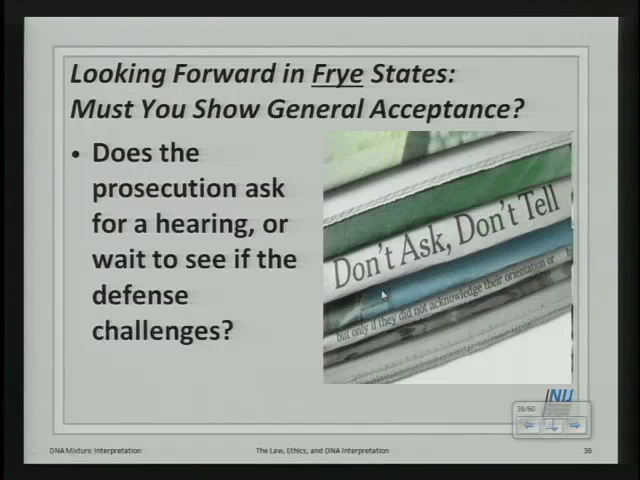 Looking Forward in Frye States:
Must You Show General Acceptance?
• Does the
prosecution ask
for a hearing, or
wait to see if the
defense
challenges?
Don't Ask, Don't Tell
but only if they did not acknowledge their orientation or
NIJ
36/60
DNA Mixture Interpretation
The Law, Ethics, and DNA Interpretation
36